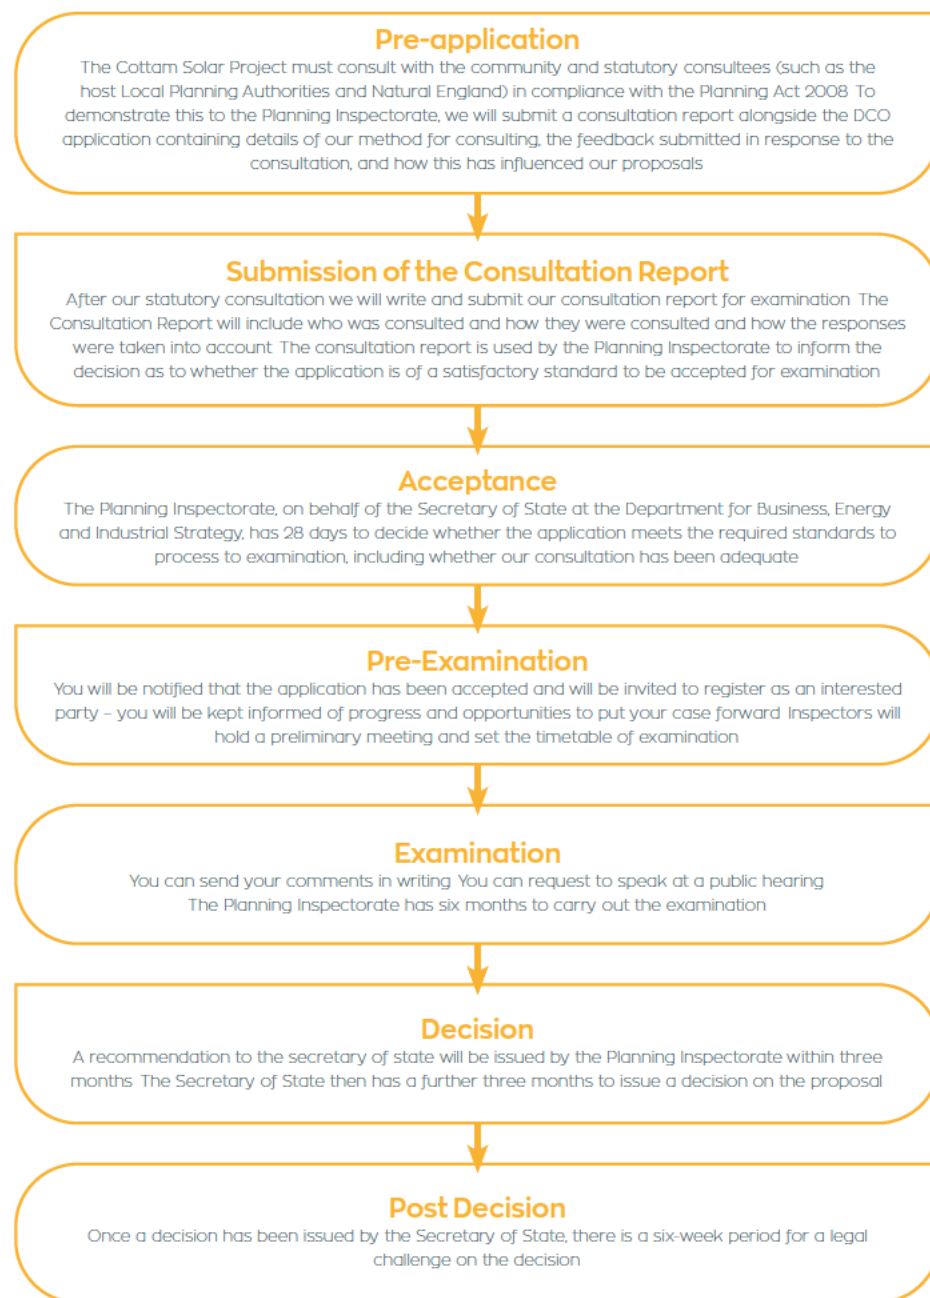 Pre-application
The Cottam Solar Project must consult with the community and statutory consultees (such as the
host Local Planning Authorities and Natural England) in compliance with the Planning Act 2008 To
demonstrate this to the Planning Inspectorate, we will submit a consultation report alongside the DCO
application containing details of our method for consulting, the feedback submitted in response to the
consultation, and how this has influenced our proposals
Submission of the Consultation Report
After our statutory consultation we will write and submit our consultation report for examination The
Consultation Report will include who was consulted and how they were consulted and how the responses
were taken into account The consultation report is used by the Planning Inspectorate to inform the
decision as to whether the application is of a satisfactory standard to be accepted for examination
Acceptance
The Planning Inspectorate, on behalf of the Secretary of State at the Department for Business, Energy
and Industrial Strategy, has 28 days to decide whether the application meets the required standards to
process to examination, including whether our consultation has been adequate
Pre-Examination
You will be notified that the application has been accepted and will be invited to register as an interested
party – you will be kept informed of progress and opportunities to put your case forward Inspectors will
hold a preliminary meeting and set the timetable of examination
Examination
You can send your comments in writing You can request to speak at a public hearing
The Planning Inspectorate has six months to carry out the examination
Decision
A recommendation to the secretary of state will be issued by the Planning Inspectorate within three
months The Secretary of State then has a further three months to issue a decision on the proposal
Post Decision
Once a decision has been issued by the Secretary of State, there is a six-week period for a legal
challenge on the decision